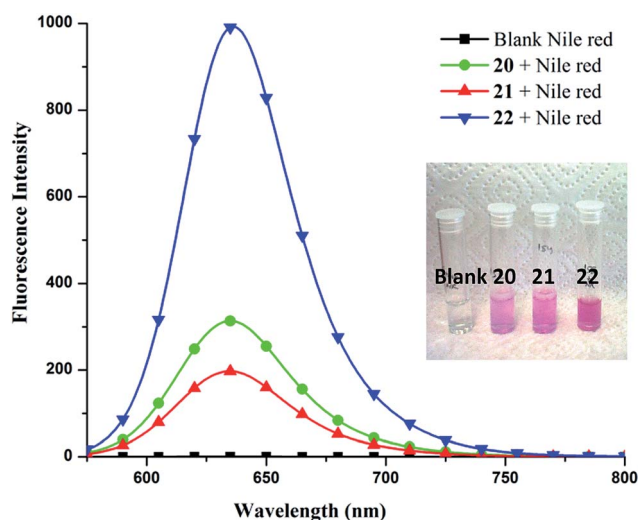 Fluorescence Intensity
1000
800
600
400
200
0
Blank Nile red
20 + Nile red
21 + Nile red
22 + Nile red
Blank 20 21 22
600 650 700 750 800
Wavelength (nm)